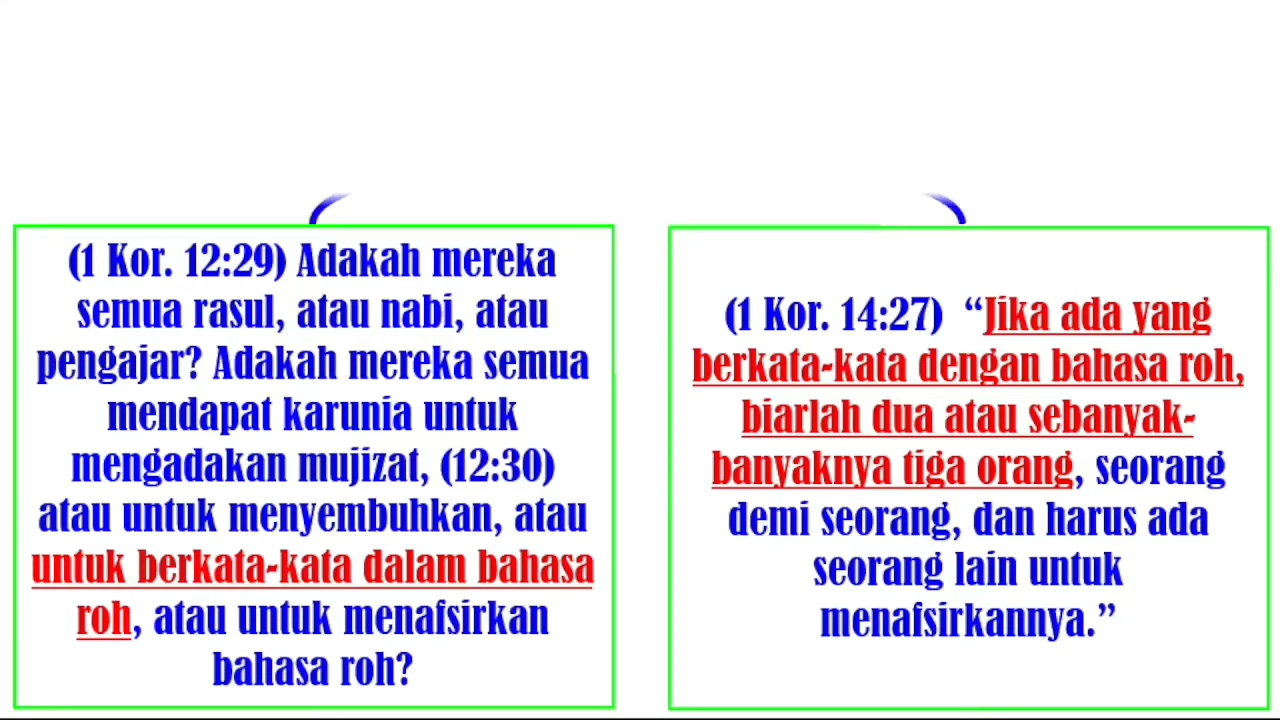 (1 Kor. 12:29) Adakah mereka
semua rasul, atau nabi, atau
pengajar? Adakah mereka semua
mendapat karunia untuk
mengadakan mujizat, (12:30)
atau untuk menyembuhkan, atau
untuk berkata-kata dalam bahasa
roh, atau untuk menafsirkan
bahasa roh?
(1 Kor. 14:27) “Jika ada yang
berkata-kata dengan bahasa roh,
biarlah dua atau sebanyak-
banyaknya tiga orang, seorang
demi seorang, dan harus ada
seorang lain untuk
menafsirkannya.”